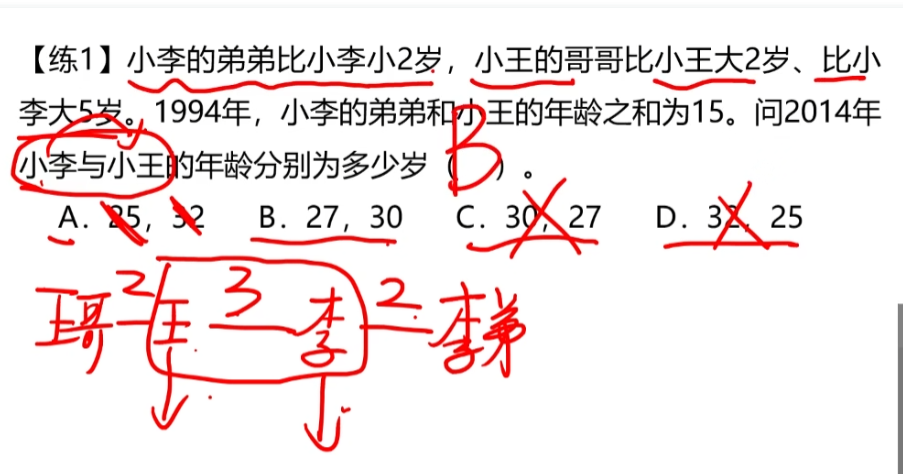 【练1】小李的弟弟比小李小2岁，小王的哥哥比小王大2岁、比小
李大5岁。1994年，小李的弟弟和小王的年龄之和为15。问2014年
小李与小王的年龄分别为多少岁（B）。
A. 25，32 B. 27，30 C. 30，27 D. 32，25
王哥 2 王 3 李 2 李弟